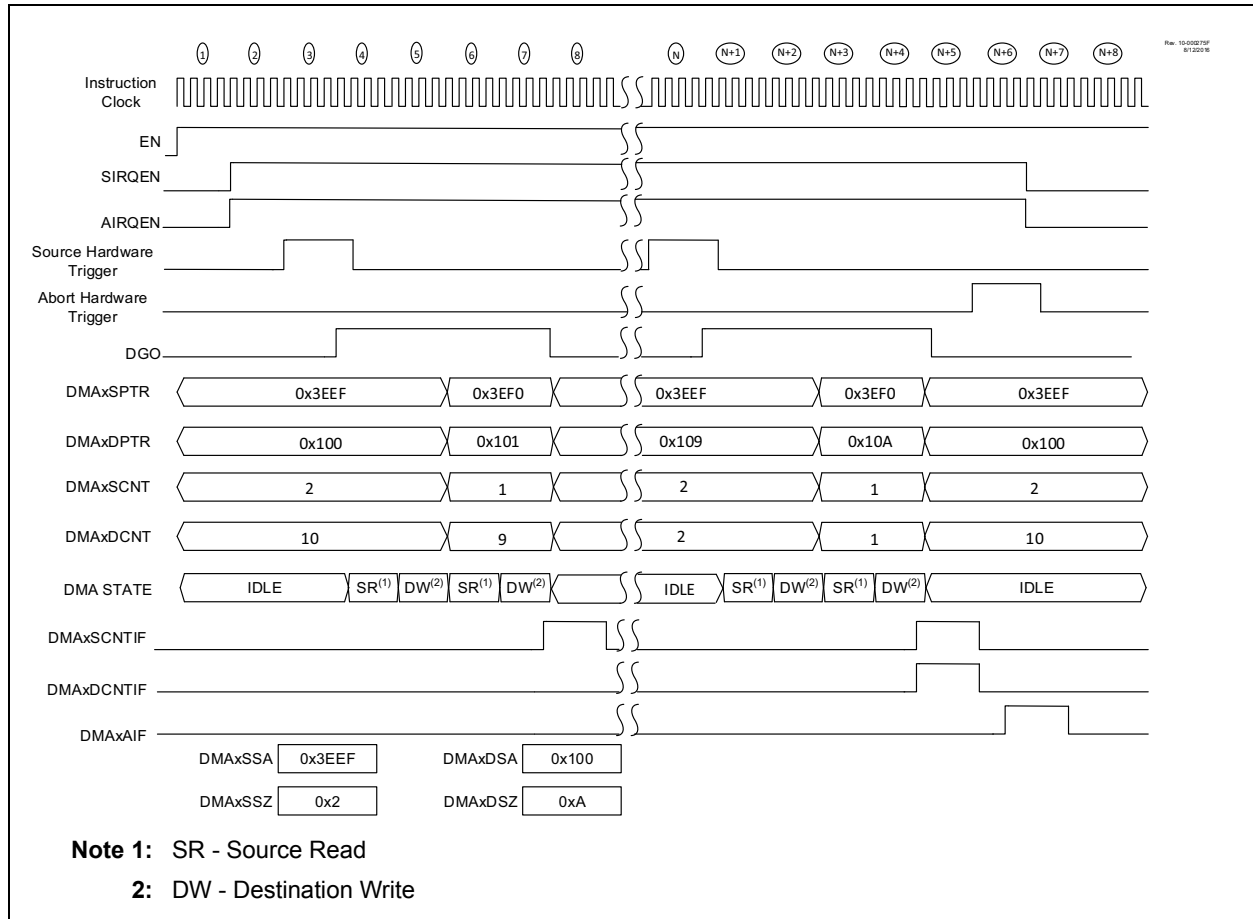 1 2 3 4 5 6 7 8 N N+1 N+2 N+3 N+4 N+5 N+6 N+7 N+8
Rev. 10-000275F
8/12/2016
Instruction
Clock
EN
SIRQEN
AIRQEN
Source Hardware
Trigger
Abort Hardware
Trigger
DGO
DMAxSPTR 0x3EEF 0x3EF0 0x3EEF 0x3EF0 0x3EEF
DMAxDPTR 0x100 0x101 0x109 0x10A 0x100
DMAxSCNT 2 1 2 1 2
DMAxDCNT 10 9 2 1 10
DMA STATE IDLE SR(1) DW(2) SR(1) DW(2) IDLE SR(1) DW(2) SR(1) DW(2) IDLE
DMAxSCNTIF
DMAxDCNTIF
DMAxAIF
DMAxSSA 0x3EEF DMAxDSA 0x100
DMAxSSZ 0x2 DMAxDSZ 0xA
Note 1: SR - Source Read
2: DW - Destination Write